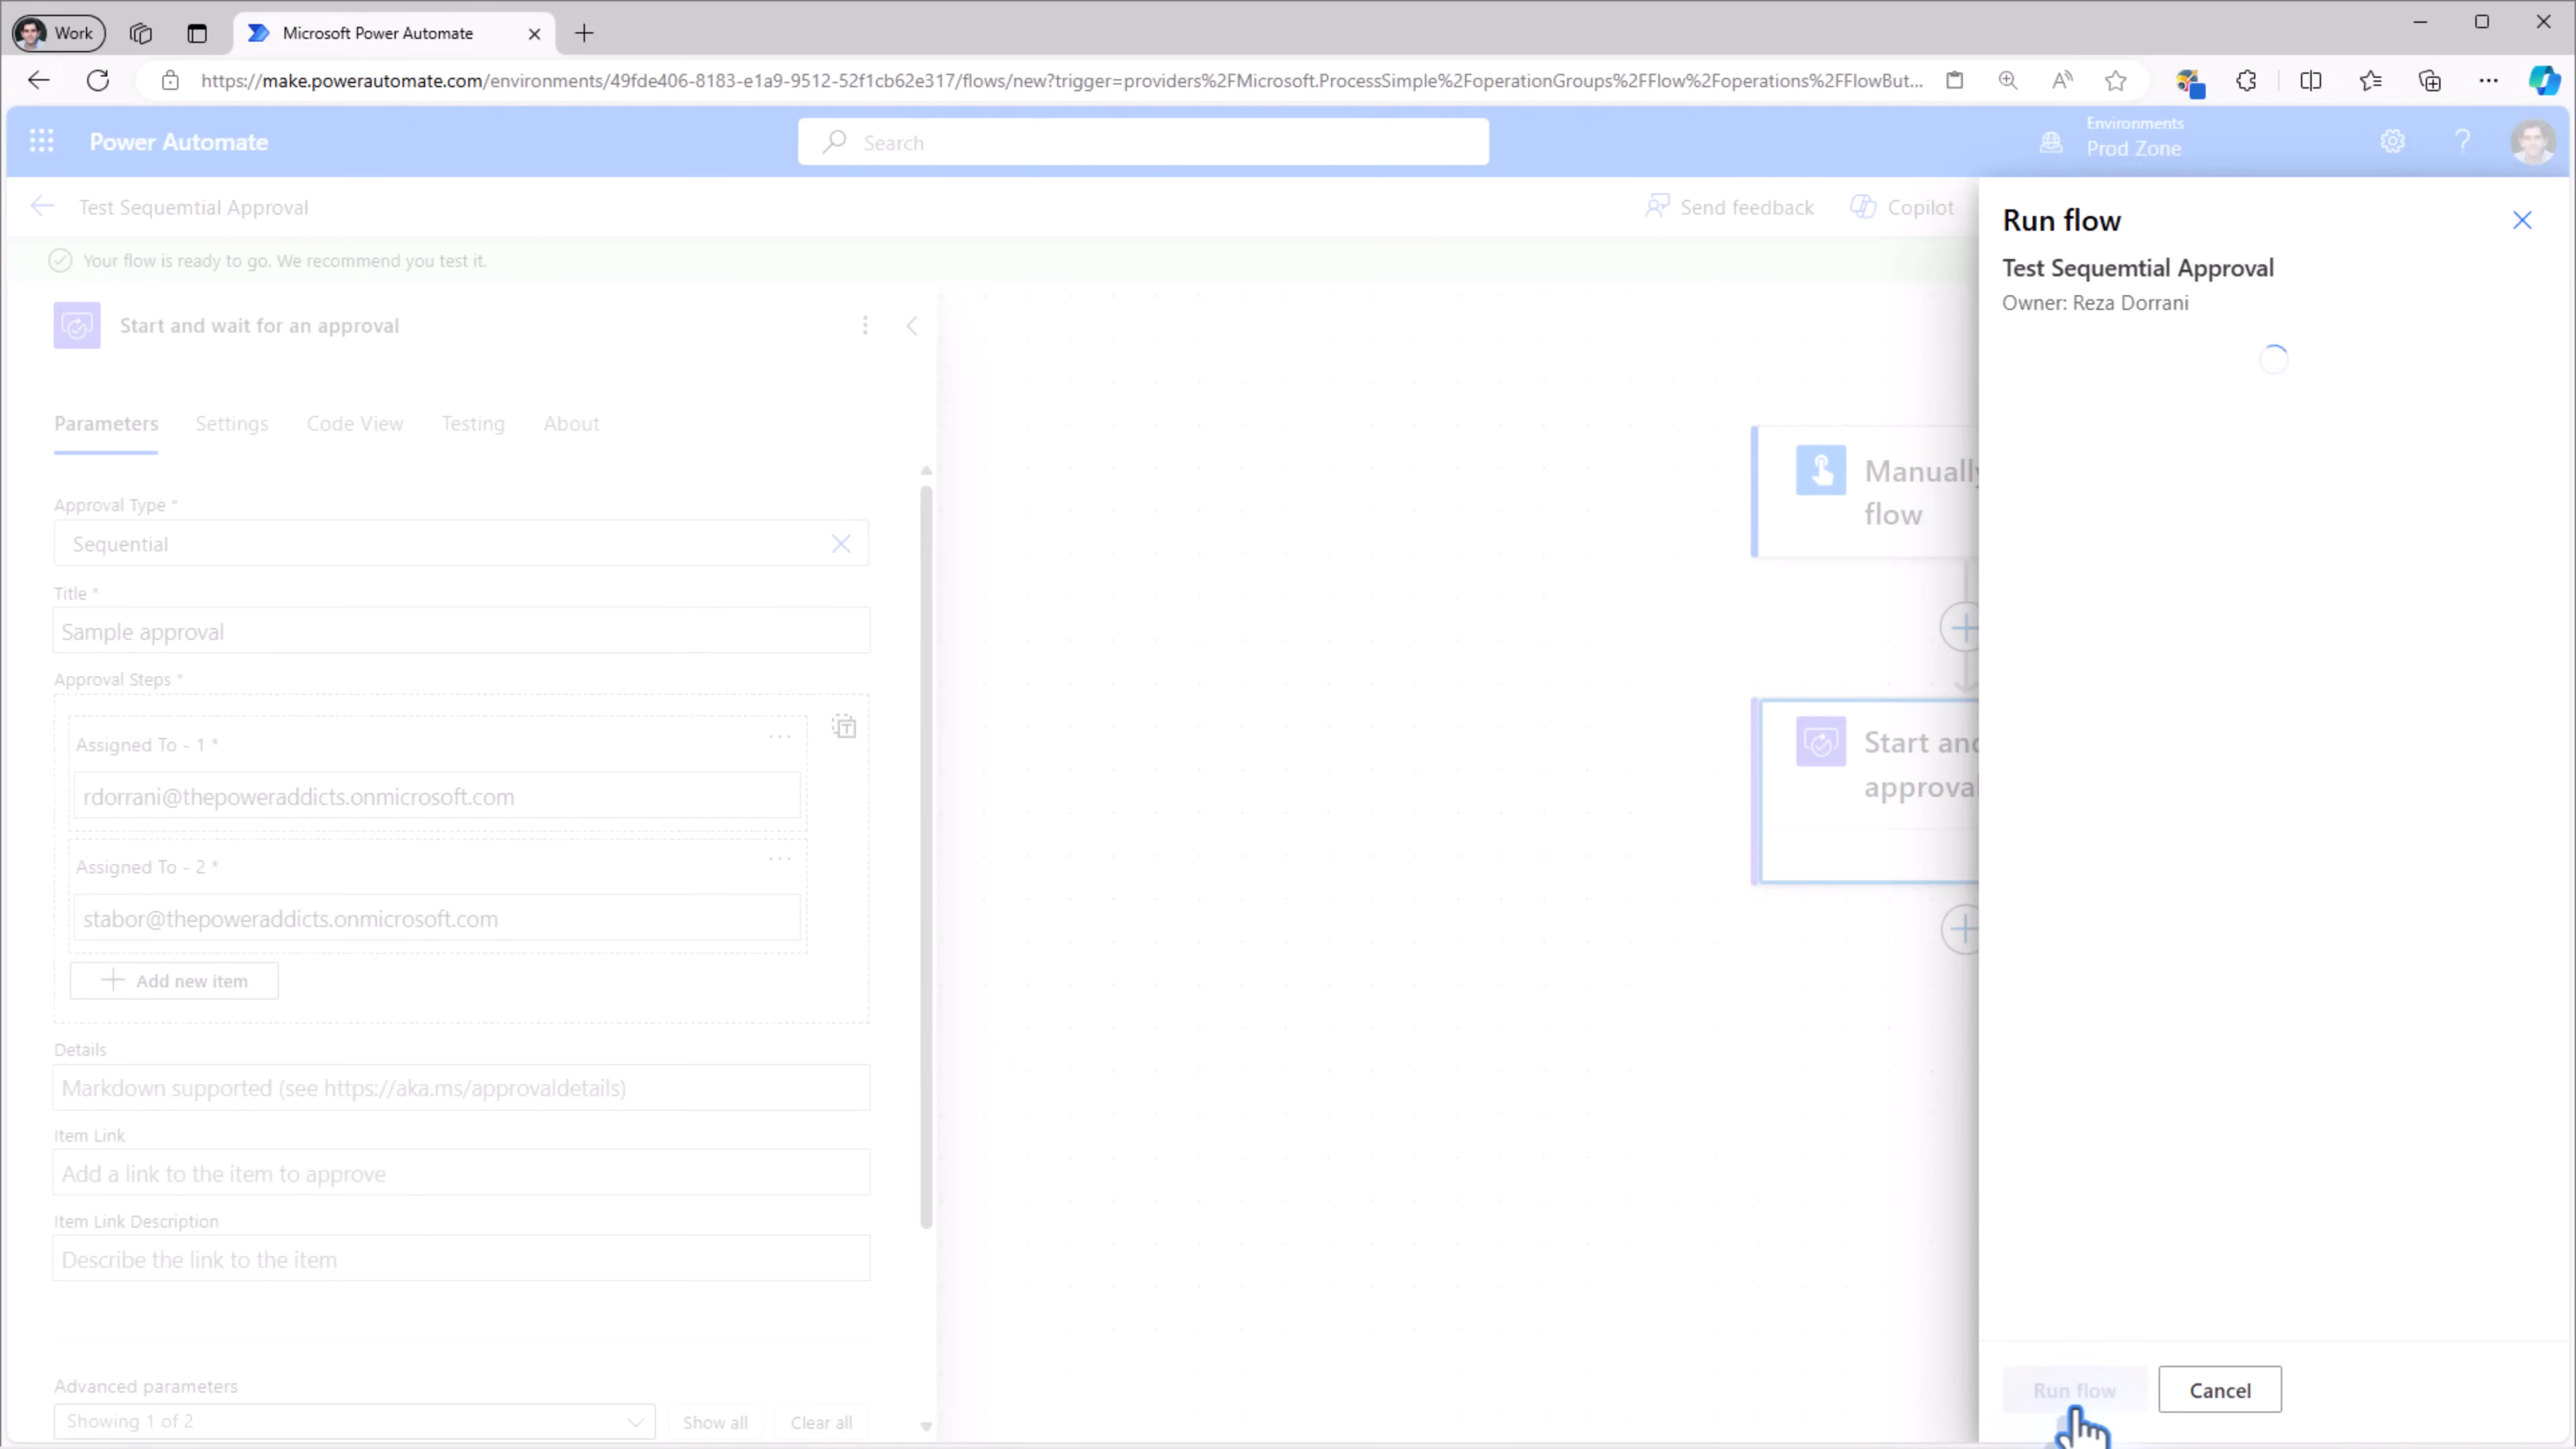 Work
Microsoft Power Automate
https://make.powerautomate.com/environments/49fde406-8183-e1a9-9512-52f1cb62e317/flows/new?trigger=providers%2FMicrosoft.ProcessSimple%2FoperationGroups%2FFlow%2Foperations%2FFlowBut...
Power Automate
Search
Environments
Prod Zone
Test Sequemtial Approval
Send feedback
Copilot
Your flow is ready to go. We recommend you test it.
Start and wait for an approval
Parameters
Settings
Code View
Testing
About
Approval Type *
Sequential
Title *
Sample approval
Approval Steps *
Assigned To - 1 *
rdorrani@thepoweraddicts.onmicrosoft.com
Assigned To - 2 *
stabor@thepoweraddicts.onmicrosoft.com
Add new item
Details
Markdown supported (see https://aka.ms/approvaldetails)
Item Link
Add a link to the item to approve
Item Link Description
Describe the link to the item
Advanced parameters
Showing 1 of 2
Show all
Clear all
Manually
flow
Start and
approval
Run flow
Test Sequemtial Approval
Owner: Reza Dorrani
Run flow
Cancel